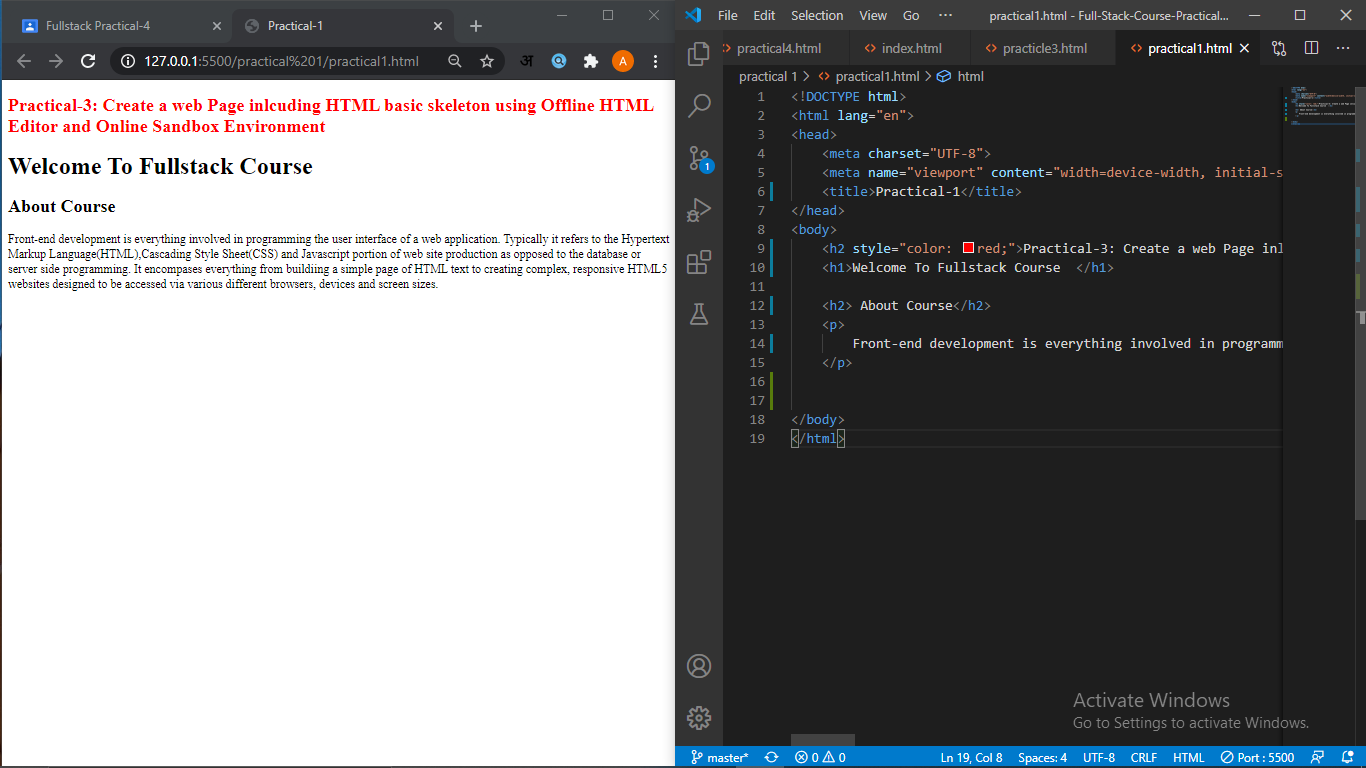 Fullstack Practical-4
Practical-1
127.0.0.1:5500/practical%201/practical1.html
अ
A
Practical-3: Create a web Page inlcuding HTML basic skeleton using Offline HTML
Editor and Online Sandbox Environment
Welcome To Fullstack Course
About Course
Front-end development is everything involved in programming the user interface of a web application. Typically it refers to the Hypertext
Markup Language(HTML),Cascading Style Sheet(CSS) and Javascript portion of web site production as opposed to the database or
server side programming. It encompases everything from buildiing a simple page of HTML text to creating complex, responsive HTML5
websites designed to be accessed via various different browsers, devices and screen sizes.
File Edit Selection View Go ··· practical1.html - Full-Stack-Course-Practical...
practical4.html index.html practicle3.html practical1.html
practical 1 > practical1.html > html
1 <!DOCTYPE html>
2 <html lang="en">
3 <head>
4 <meta charset="UTF-8">
5 <meta name="viewport" content="width=device-width, initial-s
6 <title>Practical-1</title>
7 </head>
8 <body>
9 <h2 style="color: red;">Practical-3: Create a web Page inl
10 <h1>Welcome To Fullstack Course  </h1>
11
12 <h2> About Course</h2>
13 <p>
14 Front-end development is everything involved in programm
15 </p>
16
17
18 </body>
19 </html>
1
Activate Windows
Go to Settings to activate Windows.
master* 0 0 Ln 19, Col 8 Spaces: 4 UTF-8 CRLF HTML Port : 5500